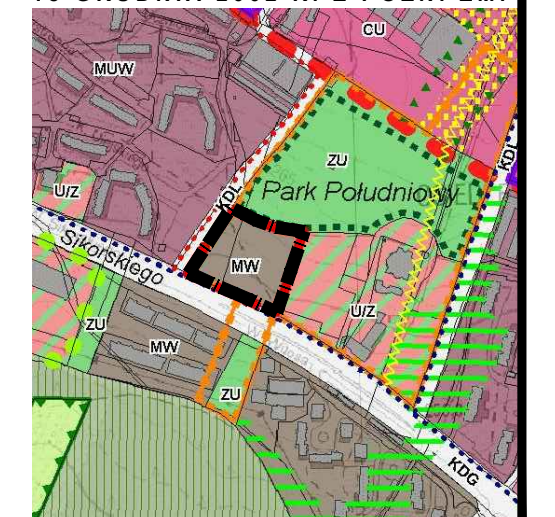 CU
MUW
KDL
ZU
KDL
Park Południowy
U/Z
Sikorskiego
MW
U/Z
ZU
MW
ZU
KDG